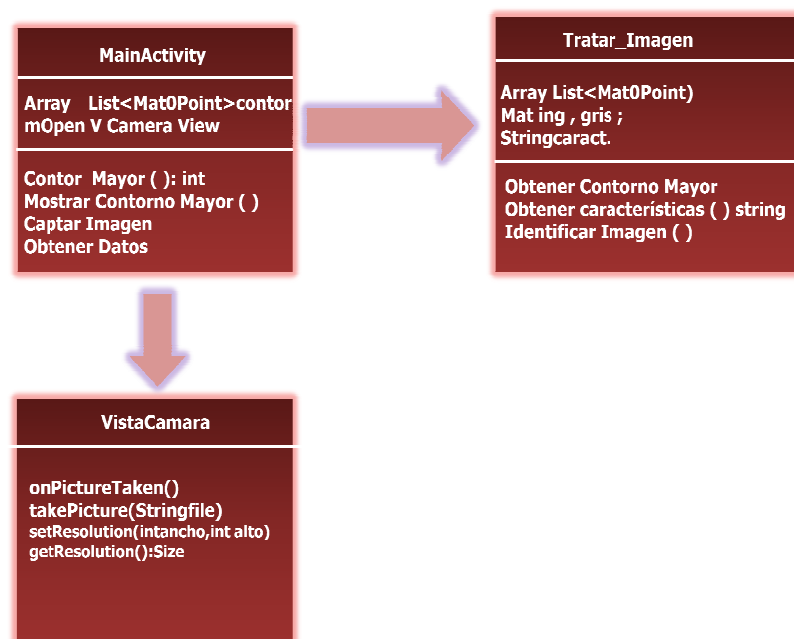 MainActivity
Array List<Mat0Point>contor
mOpen V Camera View
Contor Mayor ( ): int
Mostrar Contorno Mayor ( )
Captar Imagen
Obtener Datos
Tratar_Imagen
Array List<Mat0Point)
Mat ing , gris ;
Stringcaract.
Obtener Contorno Mayor
Obtener características ( ) string
Identificar Imagen ( )
VistaCamara
onPictureTaken()
takePicture(Stringfile)
setResolution(intancho,int alto)
getResolution():Size